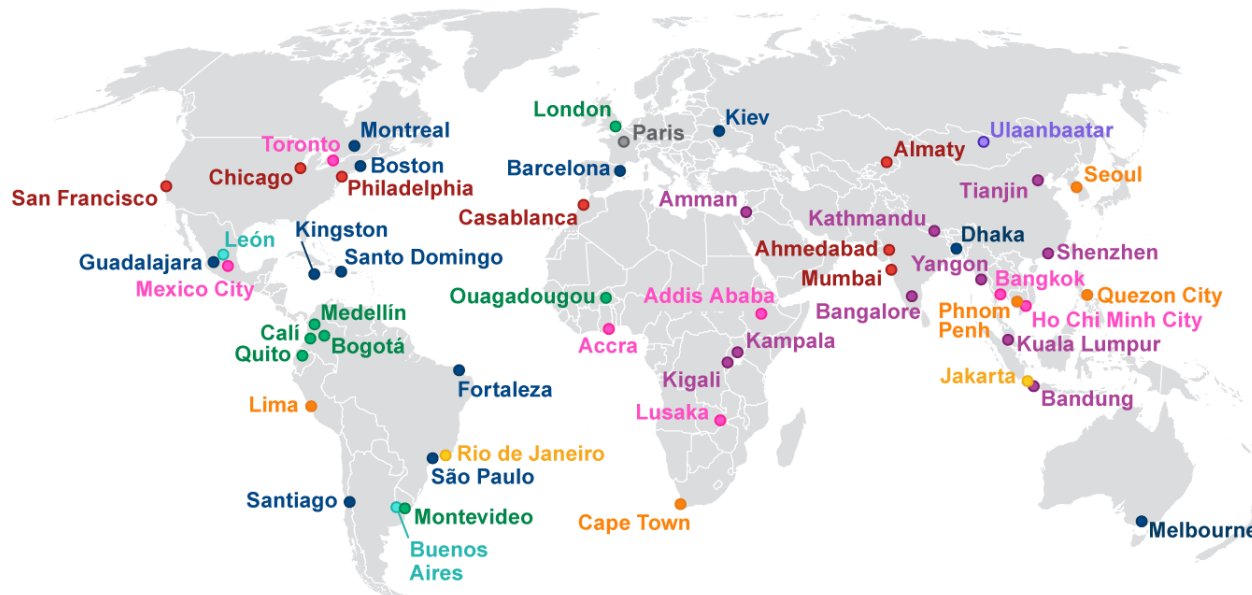 London
Kiev
Montreal
Ulaanbaatar
Paris
Toronto
Almaty
Boston
Barcelona
Chicago
Philadelphia
Seoul
Tianjin
San Francisco
Amman
Casablanca
Kathmandu
Kingston
Dhaka
León
Ahmedabad
Shenzhen
Santo Domingo
Guadalajara
Yangon
Mumbai
Bangkok
Mexico City
Ouagadougou
Addis Ababa
Quezon City
Bangalore
Phnom
Penh
Medellín
Ho Chi Minh City
Calí
Bogotá
Accra
Kampala
Kuala Lumpur
Quito
Jakarta
Kigali
Fortaleza
Bandung
Lima
Lusaka
Rio de Janeiro
São Paulo
Santiago
Montevideo
Cape Town
Melbourne
Buenos
Aires